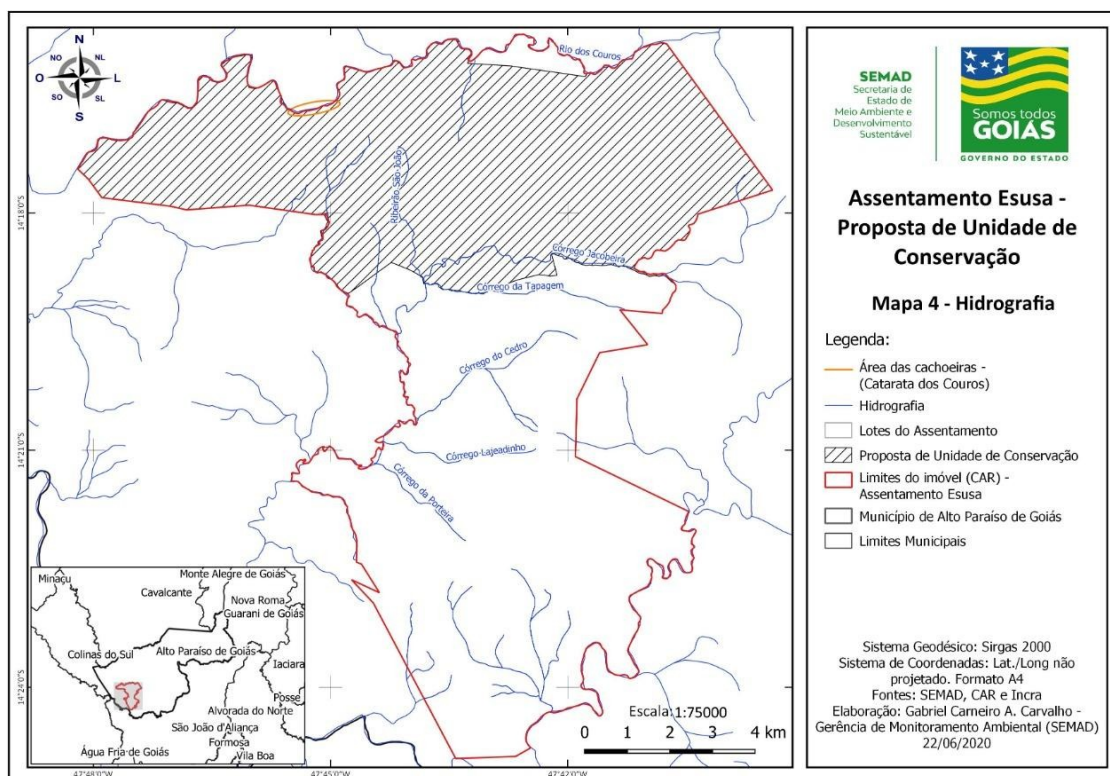 N
NO
NL
O
L
SO
SL
S
Rio dos Couros
Ribeirão São João
Córrego Jacobeira
Córrego da Tapagem
Córrego do Cedro
Córrego-Lajeadinho
Córrego da Porteira
14°18'0"S
14°21'0"S
14°24'0"S
47°48'0"W
47°45'0"W
47°42'0"W
Escala:1:75000
0 1 2 3 4 km
Minaçu
Monte Alegre de Goiás
Cavalcante
Nova Roma
Guarani de Goiás
Colinas do Sul
Alto Paraíso de Goiás
Iaciara
Posse
Alvorada do Norte
São João d'Aliança
Formosa
Água Fria de Goiás
Vila Boa
SEMAD
Secretaria de
Estado de
Meio Ambiente e
Desenvolvimento
Sustentável
Somos todos
GOIÁS
GOVERNO DO ESTADO
Assentamento Esusa -
Proposta de Unidade de
Conservação
Mapa 4 - Hidrografia
Legenda:
Área das cachoeiras -
(Catarata dos Couros)
Hidrografia
Lotes do Assentamento
Proposta de Unidade de Conservação
Limites do imóvel (CAR) -
Assentamento Esusa
Município de Alto Paraíso de Goiás
Limites Municipais
Sistema Geodésico: Sirgas 2000
Sistema de Coordenadas: Lat./Long não
projetado. Formato A4
Fontes: SEMAD, CAR e Incra
Elaboração: Gabriel Carneiro A. Carvalho -
Gerência de Monitoramento Ambiental (SEMAD)
22/06/2020